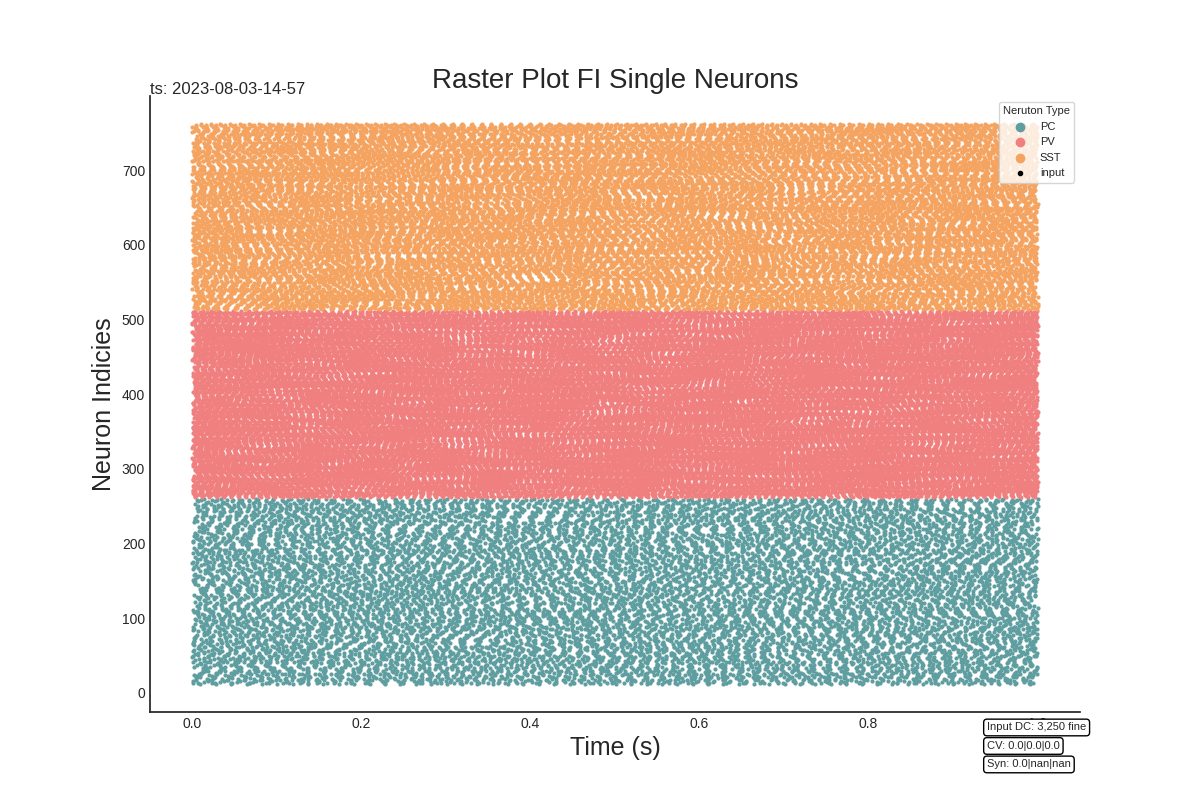 Raster Plot FI Single Neurons
ts: 2023-08-03-14-57
Neruton Type
PC
PV
SST
input
700
600
500
400
300
200
100
0
Neuron Indicies
0.0 0.2 0.4 0.6 0.8
Time (s)
Input DC: 3,250 fine
CV: 0.0|0.0|0.0
Syn: 0.0|nan|nan